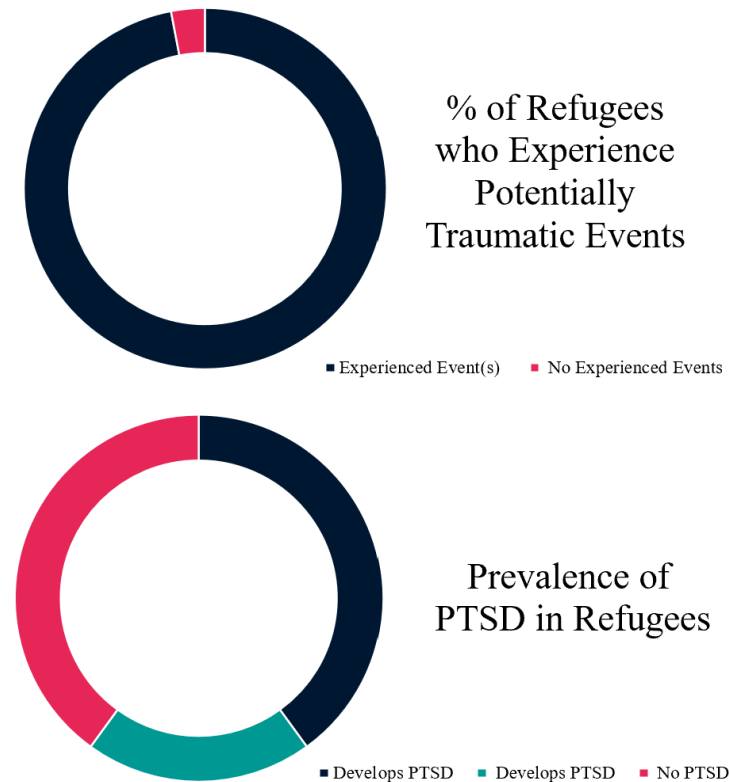 % of Refugees
who Experience
Potentially
Traumatic Events
Experienced Event(s) No Experienced Events
Prevalence of
PTSD in Refugees
Develops PTSD Develops PTSD No PTSD